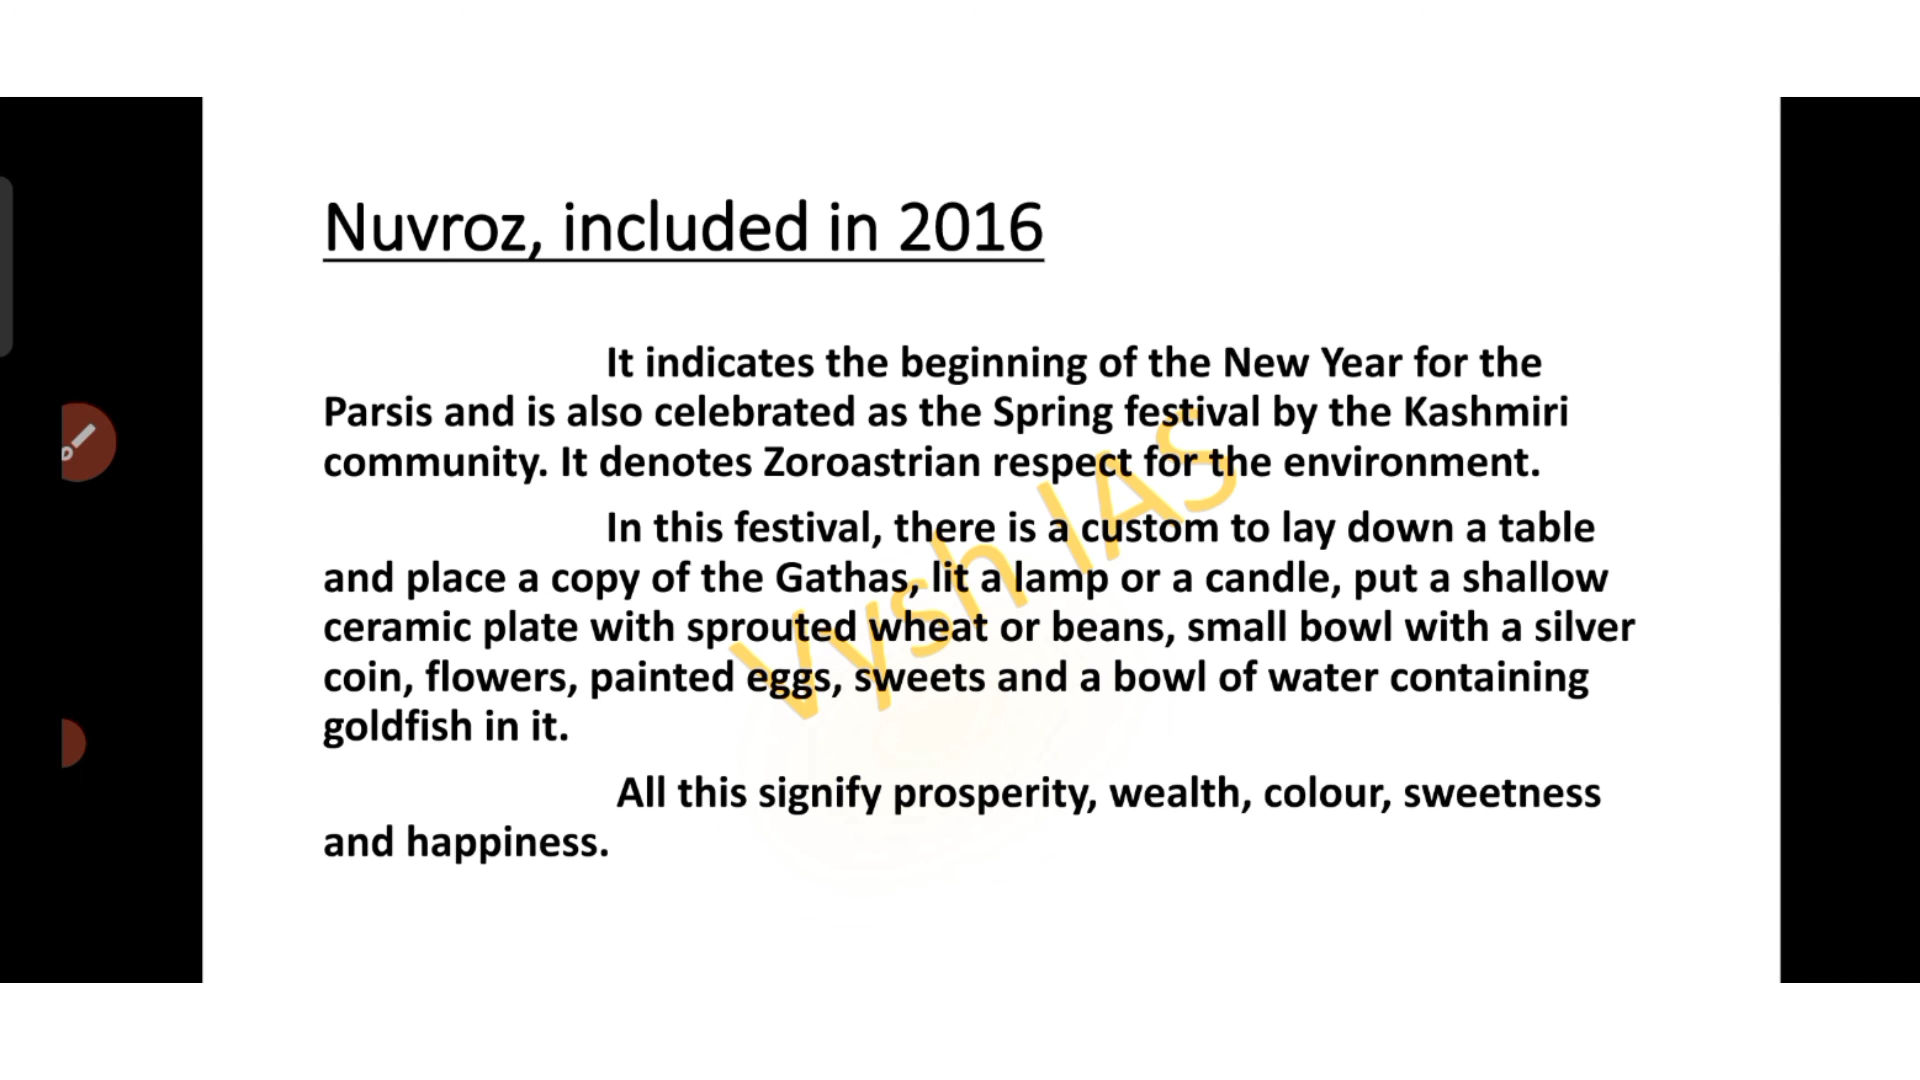 Nuvroz, included in 2016
It indicates the beginning of the New Year for the
Parsis and is also celebrated as the Spring festival by the Kashmiri
community. It denotes Zoroastrian respect for the environment.
In this festival, there is a custom to lay down a table
and place a copy of the Gathas, lit a lamp or a candle, put a shallow
ceramic plate with sprouted wheat or beans, small bowl with a silver
coin, flowers, painted eggs, sweets and a bowl of water containing
goldfish in it.
All this signify prosperity, wealth, colour, sweetness
and happiness.
Vysh IAS